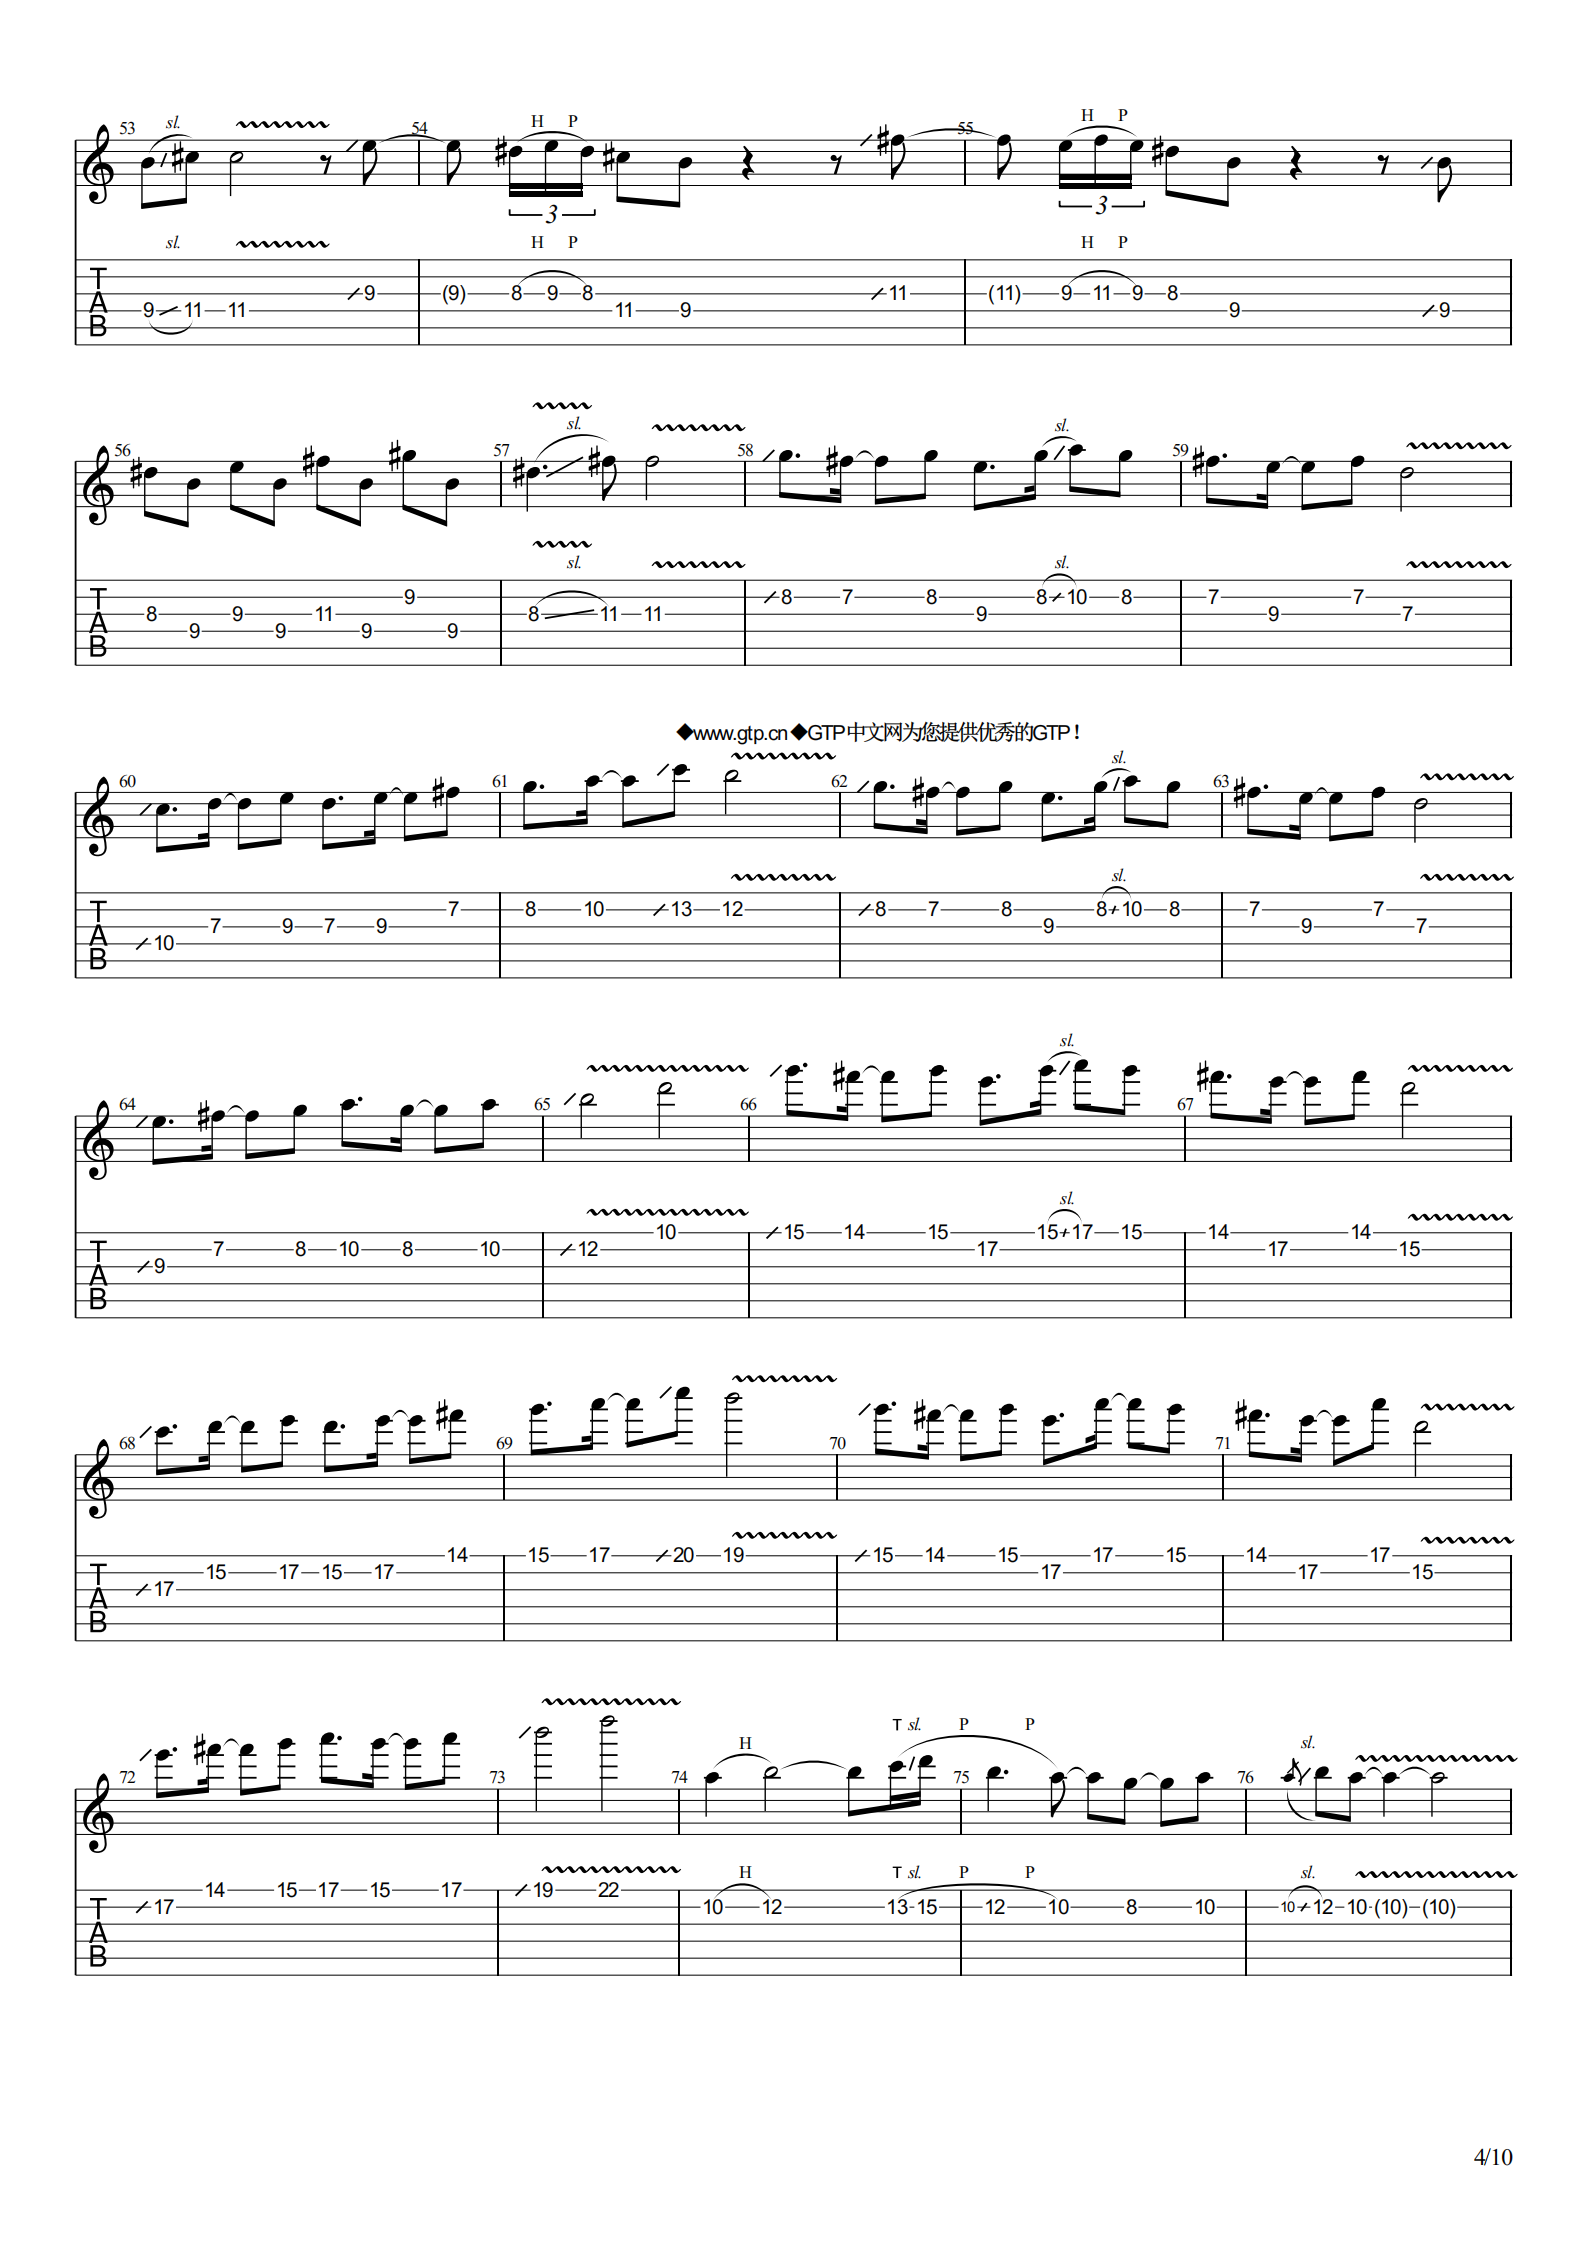 53 sl. 54 H P 55 H P
3 3
sl. H P H P
T A B 9 11 11 9 (9) 8 9 8 11 9 11 (11) 9 11 9 8 9 9
sl. sl.
56 57 58 59
sl. sl.
T A B 8 9 9 9 11 9 9 9 8 11 11 8 7 8 9 8 10 8 7 9 7 7
◆www.gtp.cn◆GTP中文网为您提供优秀的GTP!
sl.
60 61 62 63
sl.
T A B 10 7 9 7 9 7 8 10 13 12 8 7 8 9 8 10 8 7 9 7 7
sl.
64 65 66 67
sl.
T A B 9 7 8 10 8 10 12 10 15 14 15 17 15 17 15 14 17 14 15
68 69 70 71
T A B 17 15 17 15 17 14 15 17 20 19 15 14 15 17 17 15 14 17 17 15
H T sl. P P sl.
72 73 74 75 76
H T sl. P P sl.
T A B 17 14 15 17 15 17 19 22 10 12 13 15 12 10 8 10 10 12 10 (10) (10)
4/10